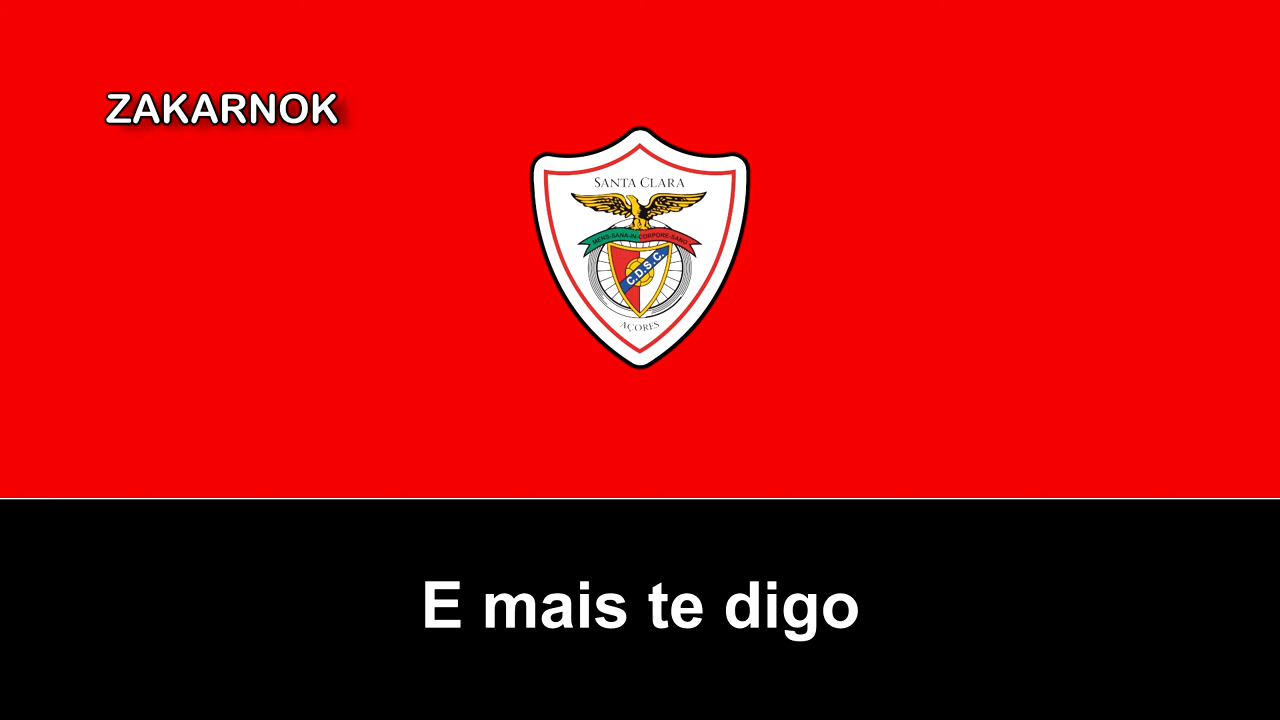 ZAKARNOK
SANTA CLARA
MENS-SANA-IN-CORPORE-SANO
C.D.S.C.
AÇORES
E mais te digo